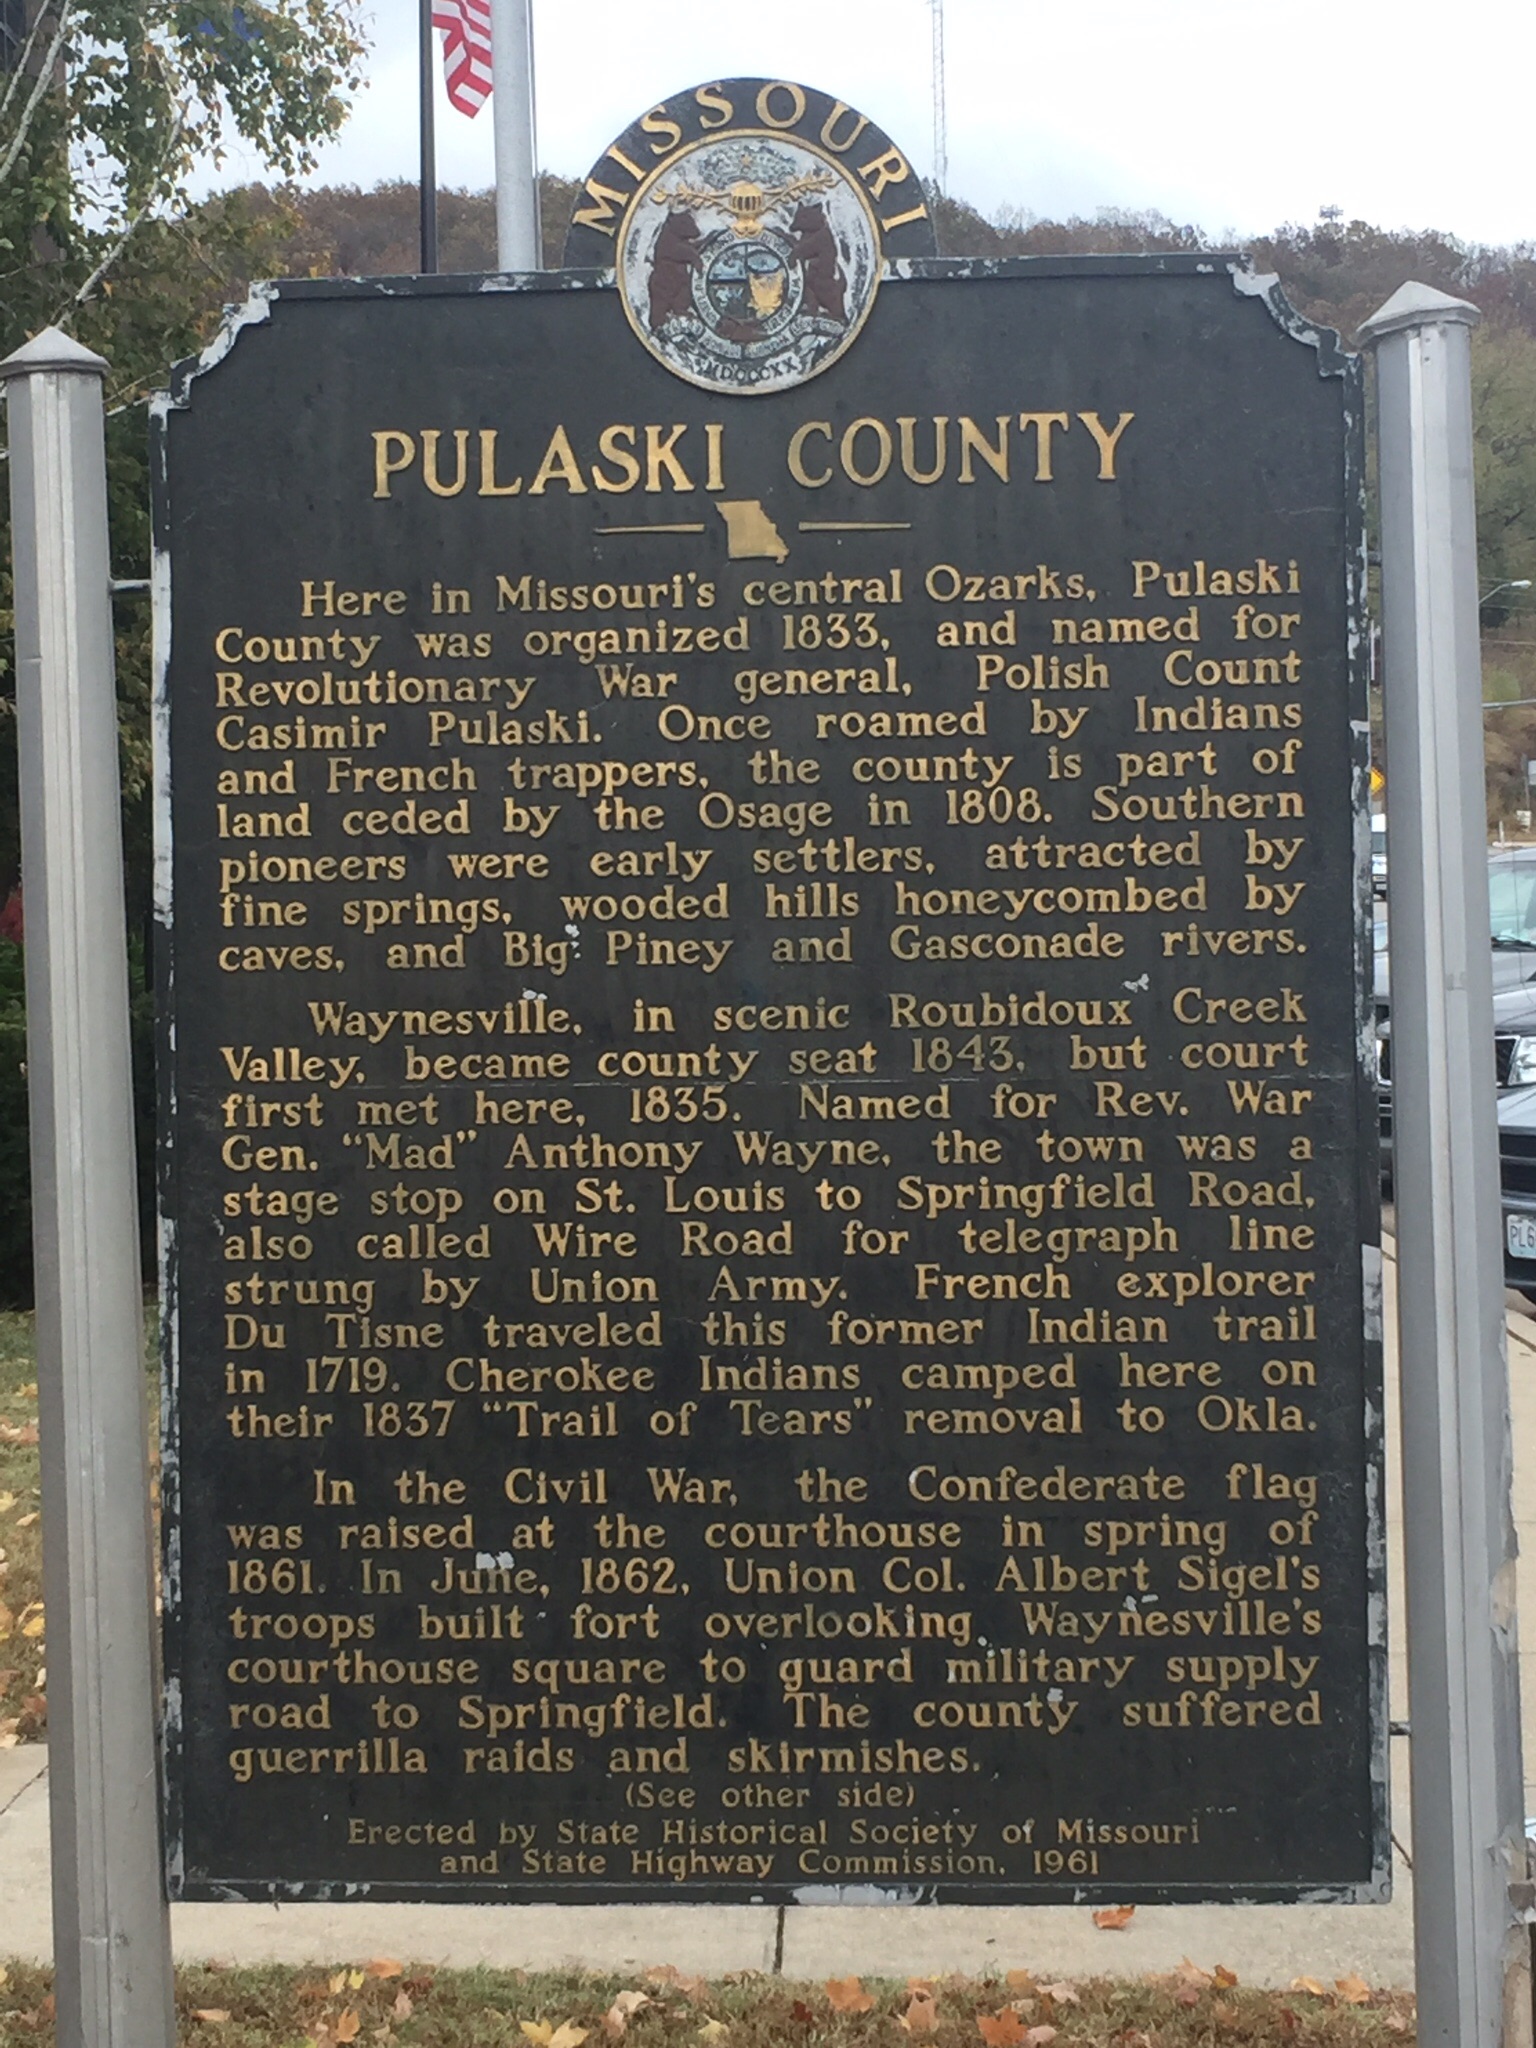 MISSOURI
MDCCCXX
PULASKI COUNTY
Here in Missouri's central Ozarks, Pulaski
County was organized 1833, and named for
Revolutionary War general, Polish Count
Casimir Pulaski. Once roamed by Indians
and French trappers, the county is part of
land ceded by the Osage in 1808. Southern
pioneers were early settlers, attracted by
fine springs, wooded hills honeycombed by
caves, and Big Piney and Gasconade rivers.
Waynesville, in scenic Roubidoux Creek
Valley, became county seat 1843, but court
first met here, 1835. Named for Rev. War
Gen. "Mad" Anthony Wayne, the town was a
stage stop on St. Louis to Springfield Road,
also called Wire Road for telegraph line
strung by Union Army. French explorer
Du Tisne traveled this former Indian trail
in 1719. Cherokee Indians camped here on
their 1837 "Trail of Tears" removal to Okla.
In the Civil War, the Confederate flag
was raised at the courthouse in spring of
1861. In June, 1862, Union Col. Albert Sigel's
troops built fort overlooking Waynesville's
courthouse square to guard military supply
road to Springfield. The county suffered
guerrilla raids and skirmishes.
(See other side)
Erected by State Historical Society of Missouri
and State Highway Commission, 1961